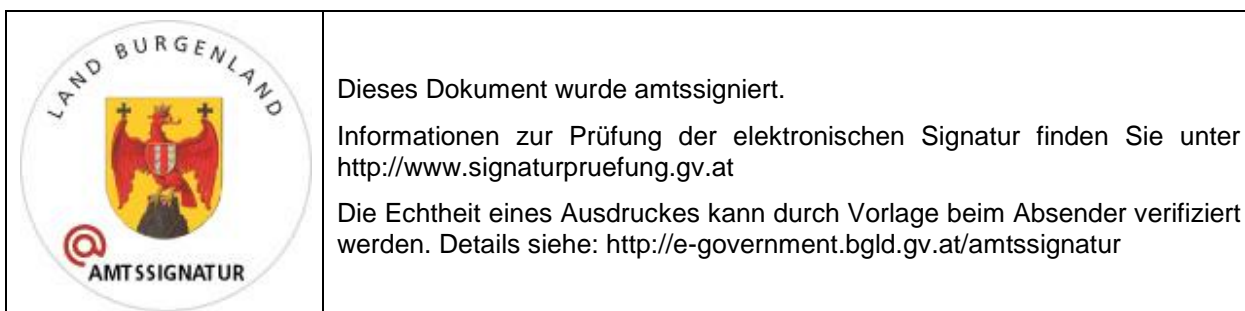 LAND BURGENLAND
AMTSSIGNATUR
Dieses Dokument wurde amtssigniert.
Informationen zur Prüfung der elektronischen Signatur finden Sie unter
http://www.signaturpruefung.gv.at
Die Echtheit eines Ausdruckes kann durch Vorlage beim Absender verifiziert
werden. Details siehe: http://e-government.bgld.gv.at/amtssignatur